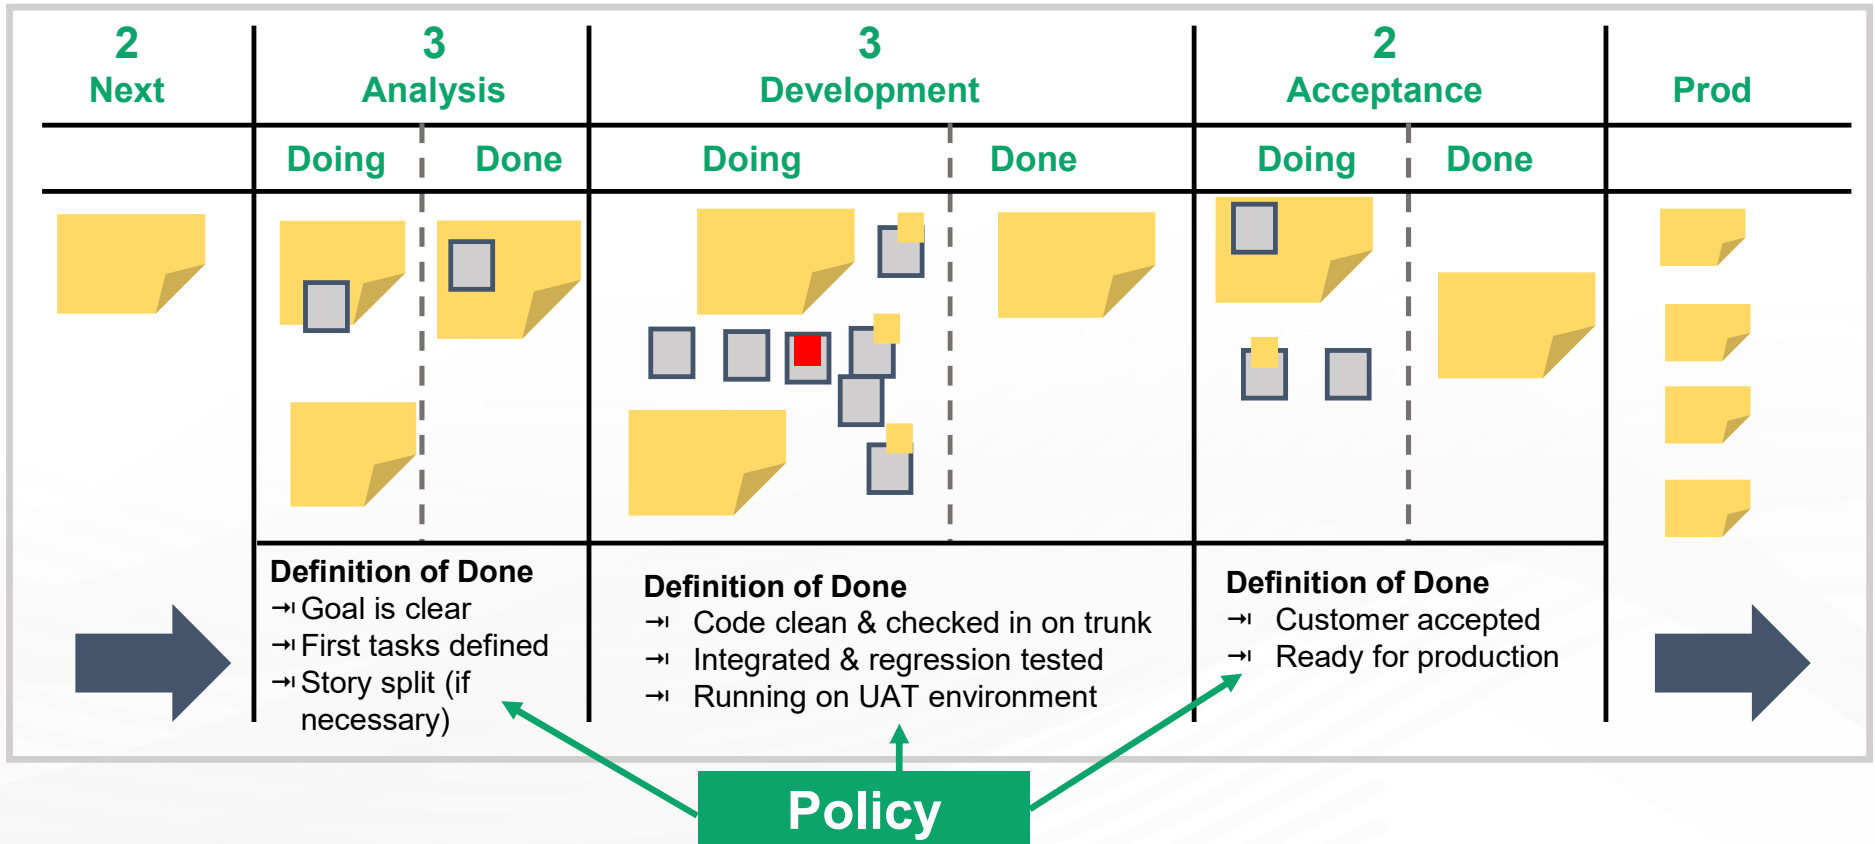 2
3
3
2
Next
Analysis
Development
Acceptance
Prod
Doing
Done
Doing
Done
Doing
Done
Definition of Done
Goal is clear
First tasks defined
Story split (if
necessary)
Definition of Done
Code clean & checked in on trunk
Integrated & regression tested
Running on UAT environment
Definition of Done
Customer accepted
Ready for production
Policy